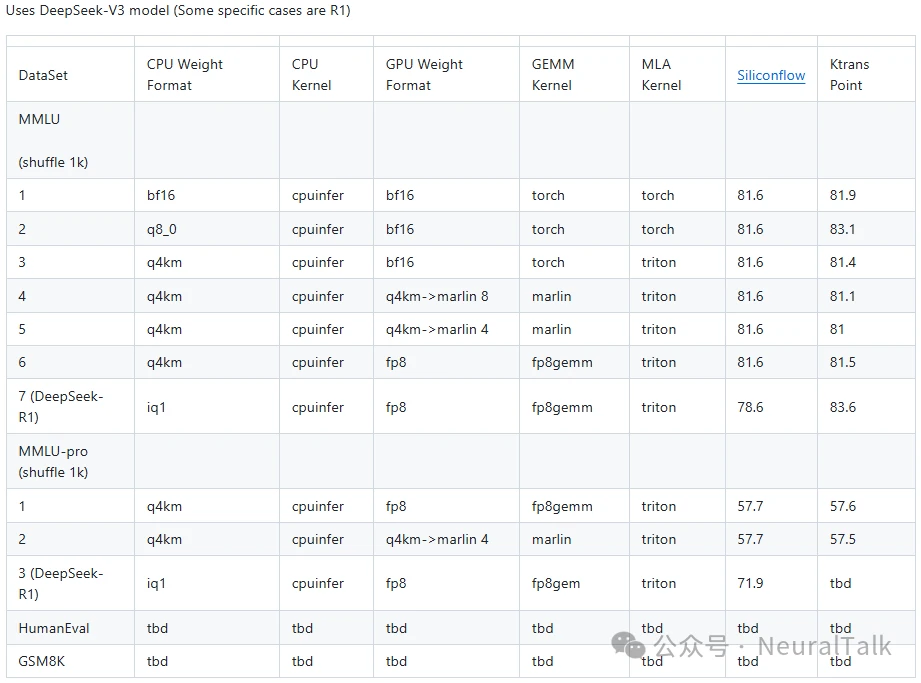 Uses DeepSeek-V3 model (Some specific cases are R1)
DataSet CPU Weight Format CPU Kernel GPU Weight Format GEMM Kernel MLA Kernel Siliconflow Ktrans Point
MMLU
(shuffle 1k)
1 bf16 cpuinfer bf16 torch torch 81.6 81.9
2 q8_0 cpuinfer bf16 torch torch 81.6 83.1
3 q4km cpuinfer bf16 torch triton 81.6 81.4
4 q4km cpuinfer q4km->marlin 8 marlin triton 81.6 81.1
5 q4km cpuinfer q4km->marlin 4 marlin triton 81.6 81
6 q4km cpuinfer fp8 fp8gemm triton 81.6 81.5
7 (DeepSeek-R1) iq1 cpuinfer fp8 fp8gemm triton 78.6 83.6
MMLU-pro
(shuffle 1k)
1 q4km cpuinfer fp8 fp8gemm triton 57.7 57.6
2 q4km cpuinfer q4km->marlin 4 marlin triton 57.7 57.5
3 (DeepSeek-R1) iq1 cpuinfer fp8 fp8gem triton 71.9 tbd
HumanEval tbd tbd tbd tbd tbd tbd tbd
GSM8K tbd tbd tbd tbd tbd tbd tbd
公众号 · NeuralTalk